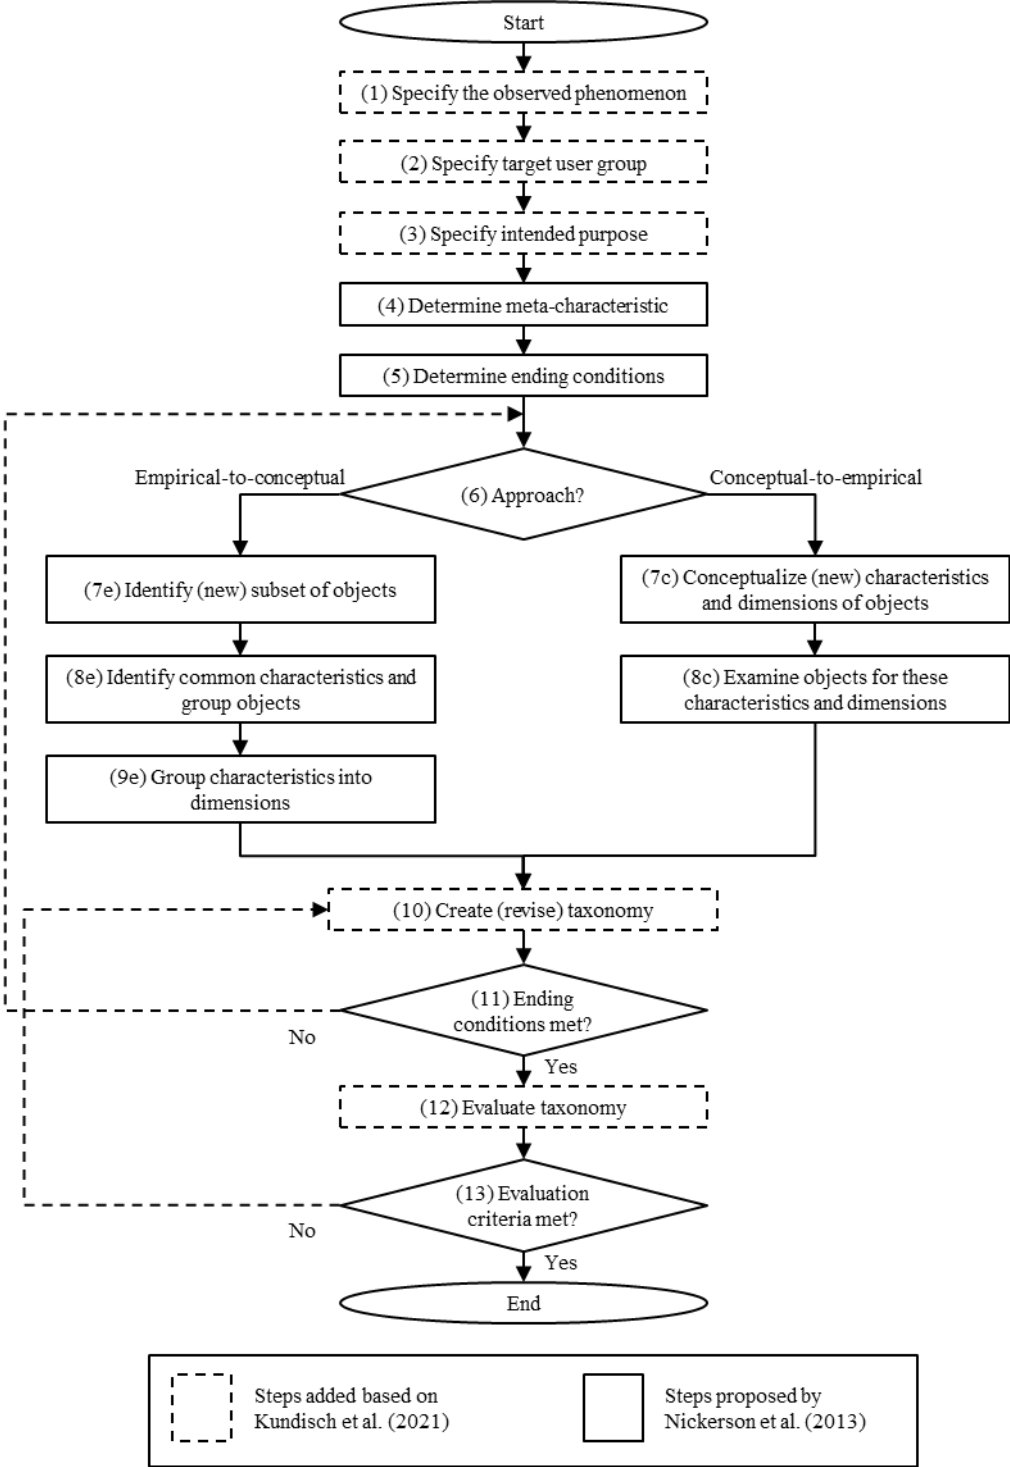 Start
(1) Specify the observed phenomenon
(2) Specify target user group
(3) Specify intended purpose
(4) Determine meta-characteristic
(5) Determine ending conditions
Empirical-to-conceptual
(6) Approach?
Conceptual-to-empirical
(7e) Identify (new) subset of objects
(7c) Conceptualize (new) characteristics
and dimensions of objects
(8e) Identify common characteristics and
group objects
(8c) Examine objects for these
characteristics and dimensions
(9e) Group characteristics into
dimensions
(10) Create (revise) taxonomy
(11) Ending
conditions met?
No
Yes
(12) Evaluate taxonomy
(13) Evaluation
criteria met?
No
Yes
End
Steps added based on
Kundisch et al. (2021)
Steps proposed by
Nickerson et al. (2013)